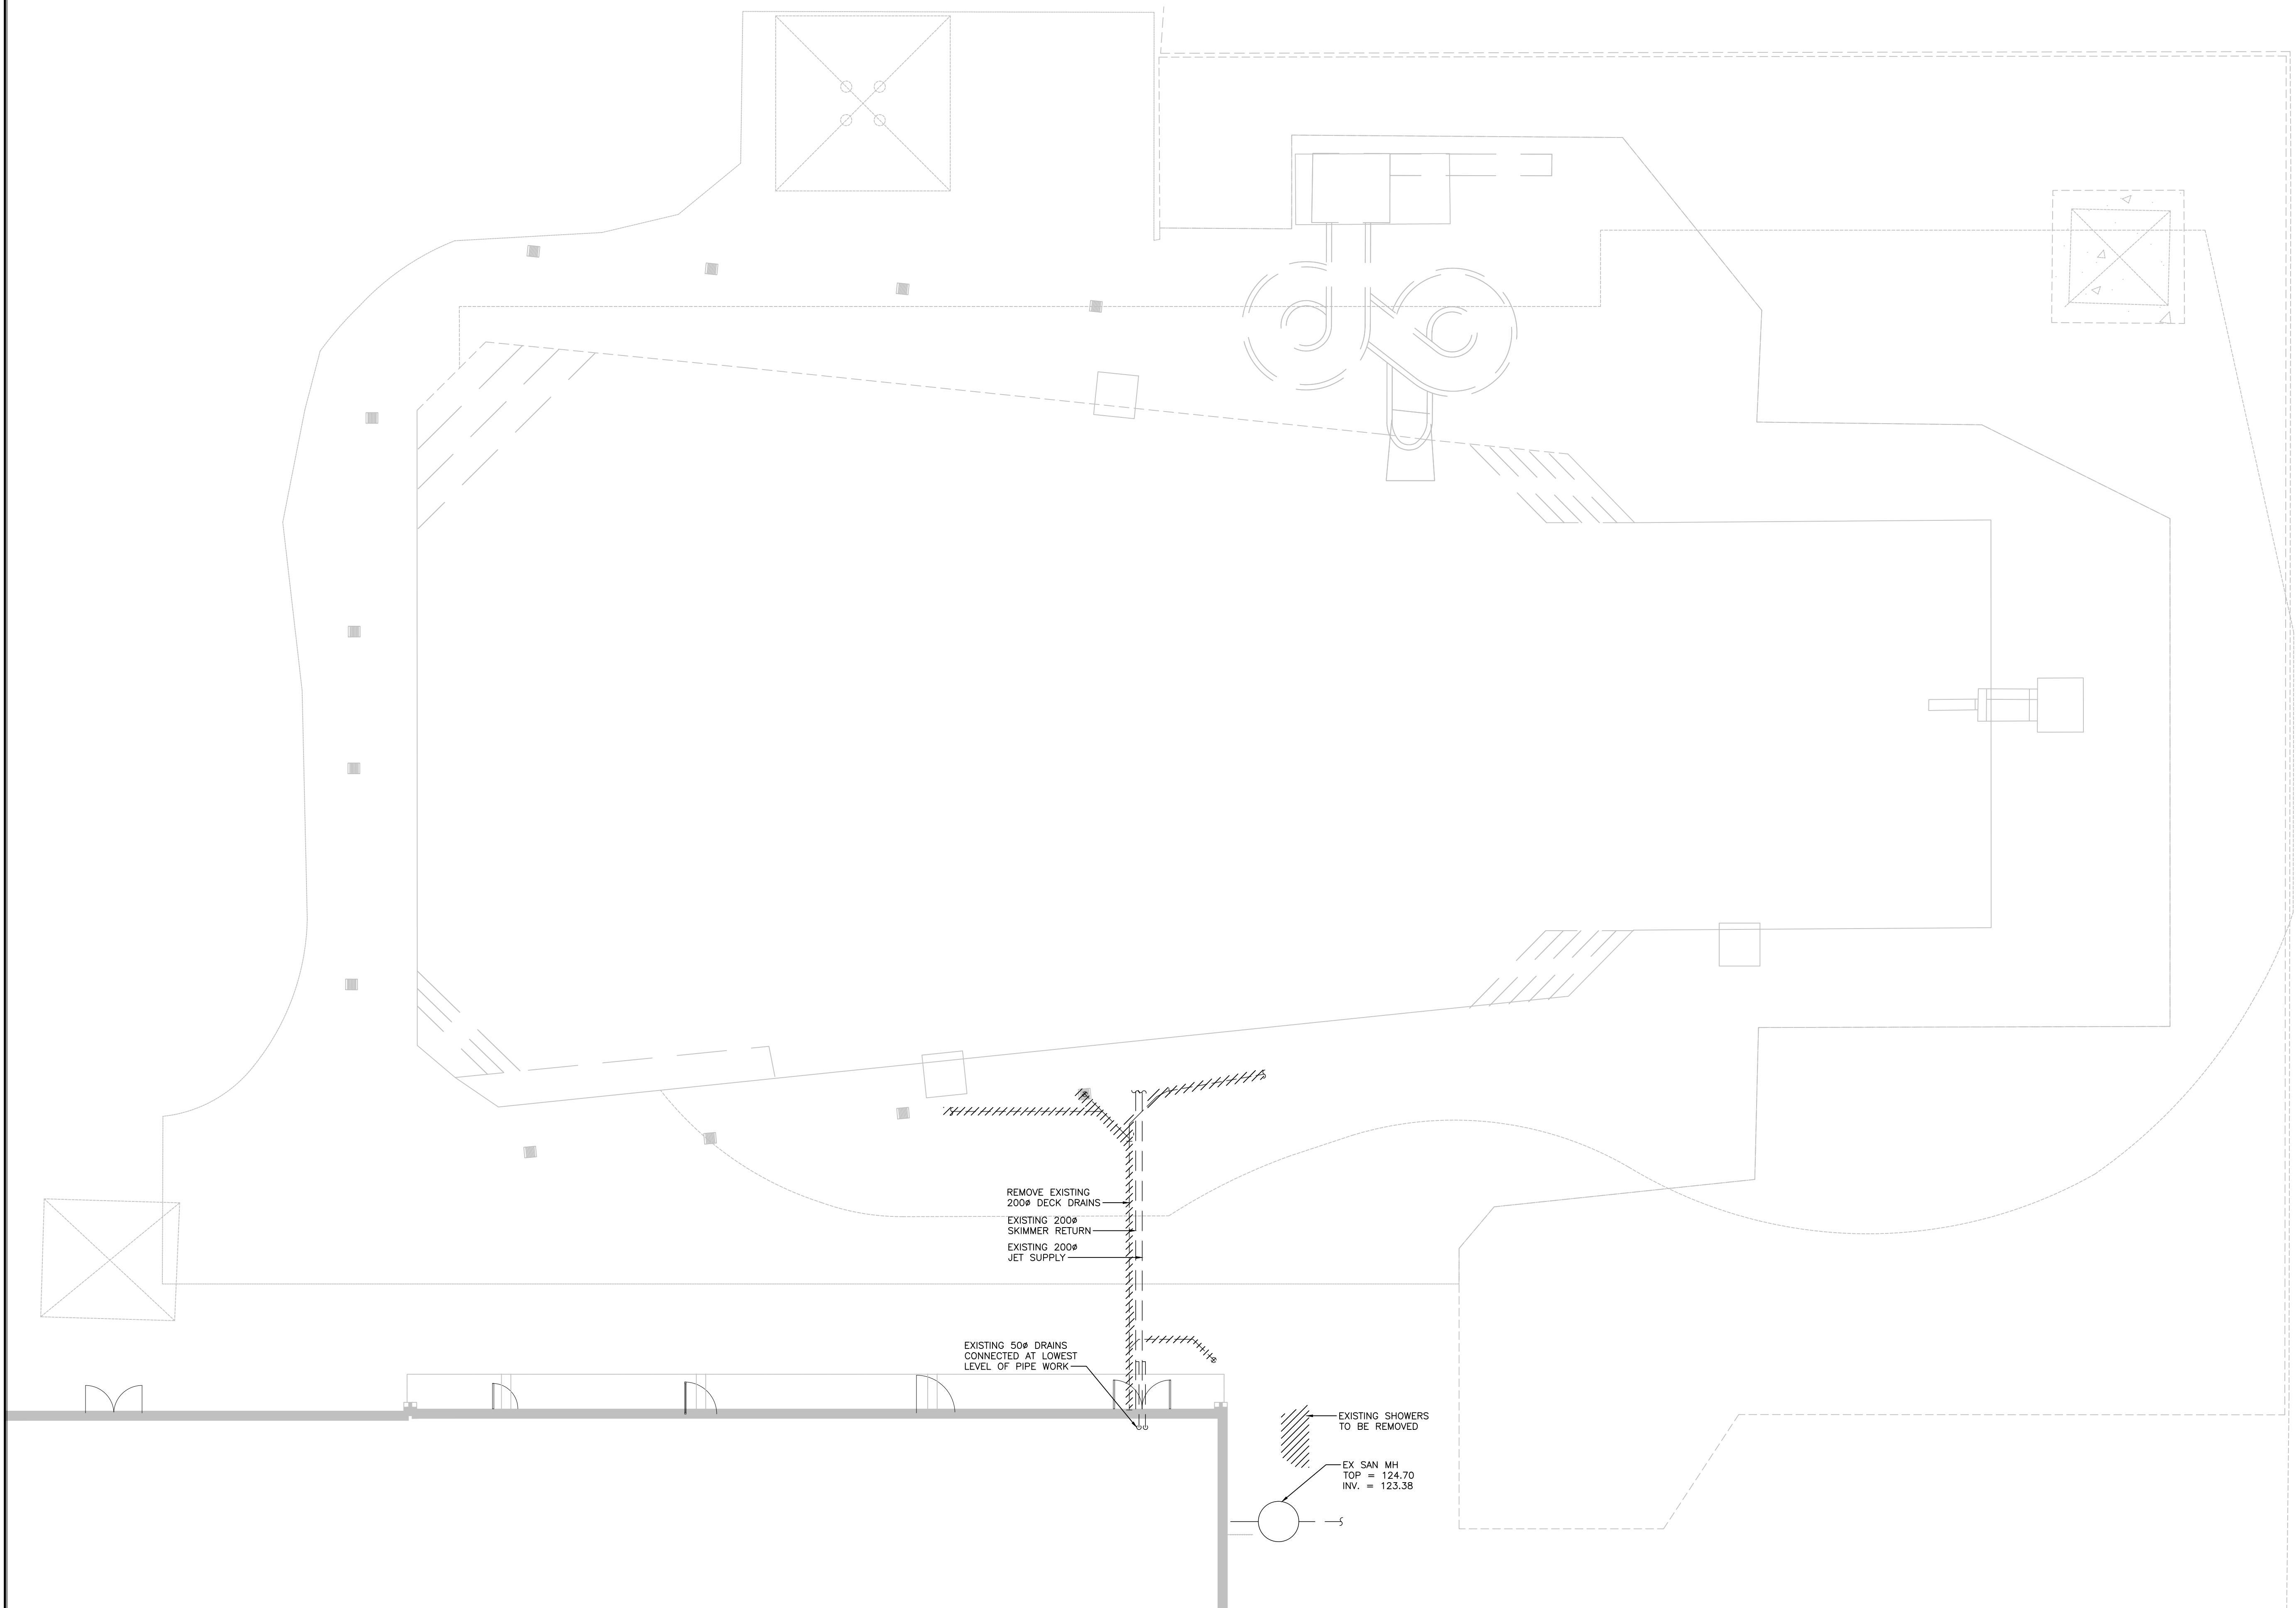 REMOVE EXISTING
200ø DECK DRAINS
EXISTING 200ø
SKIMMER RETURN
EXISTING 200ø
JET SUPPLY
EXISTING 50ø DRAINS
CONNECTED AT LOWEST
LEVEL OF PIPE WORK
EXISTING SHOWERS
TO BE REMOVED
EX SAN MH
TOP = 124.70
INV. = 123.38